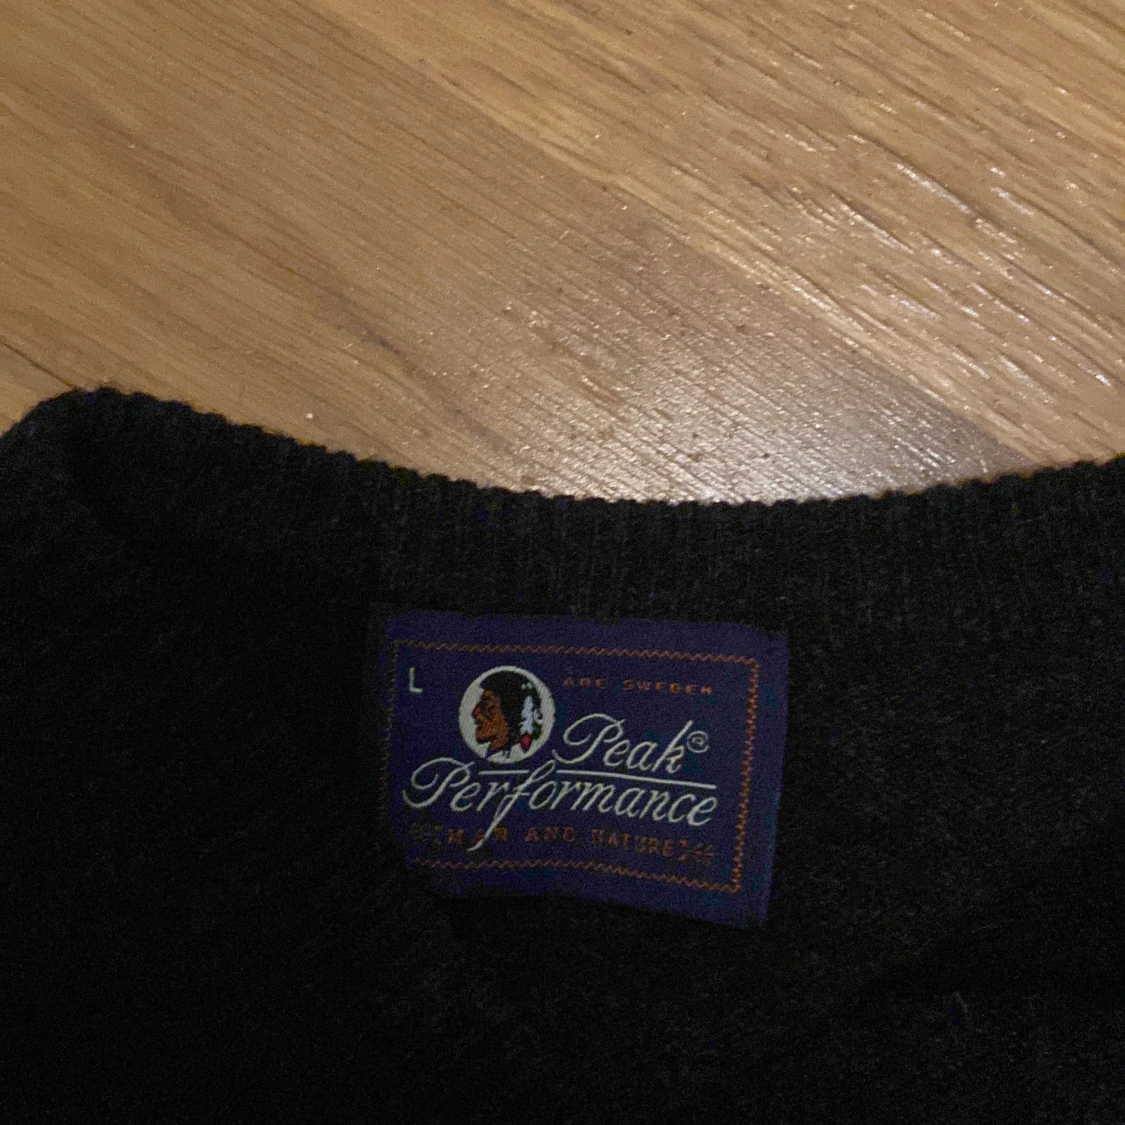 L
ÅRE SWEDEN
Peak®
Performance
MAN AND NATURE